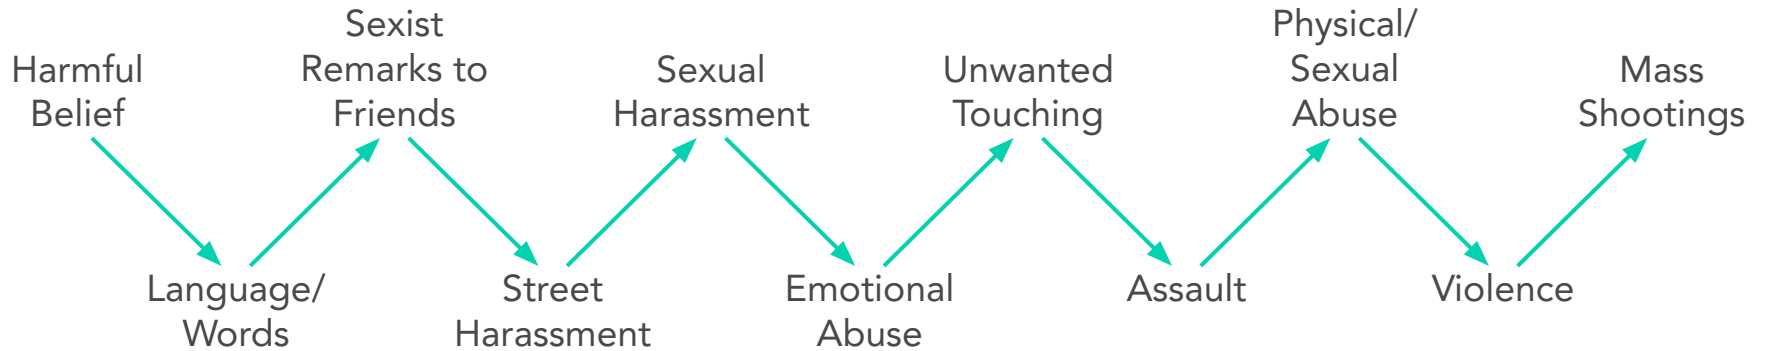 Harmful
Belief
Language/
Words
Sexist
Remarks to
Friends
Street
Harassment
Sexual
Harassment
Emotional
Abuse
Unwanted
Touching
Assault
Physical/
Sexual
Abuse
Violence
Mass
Shootings